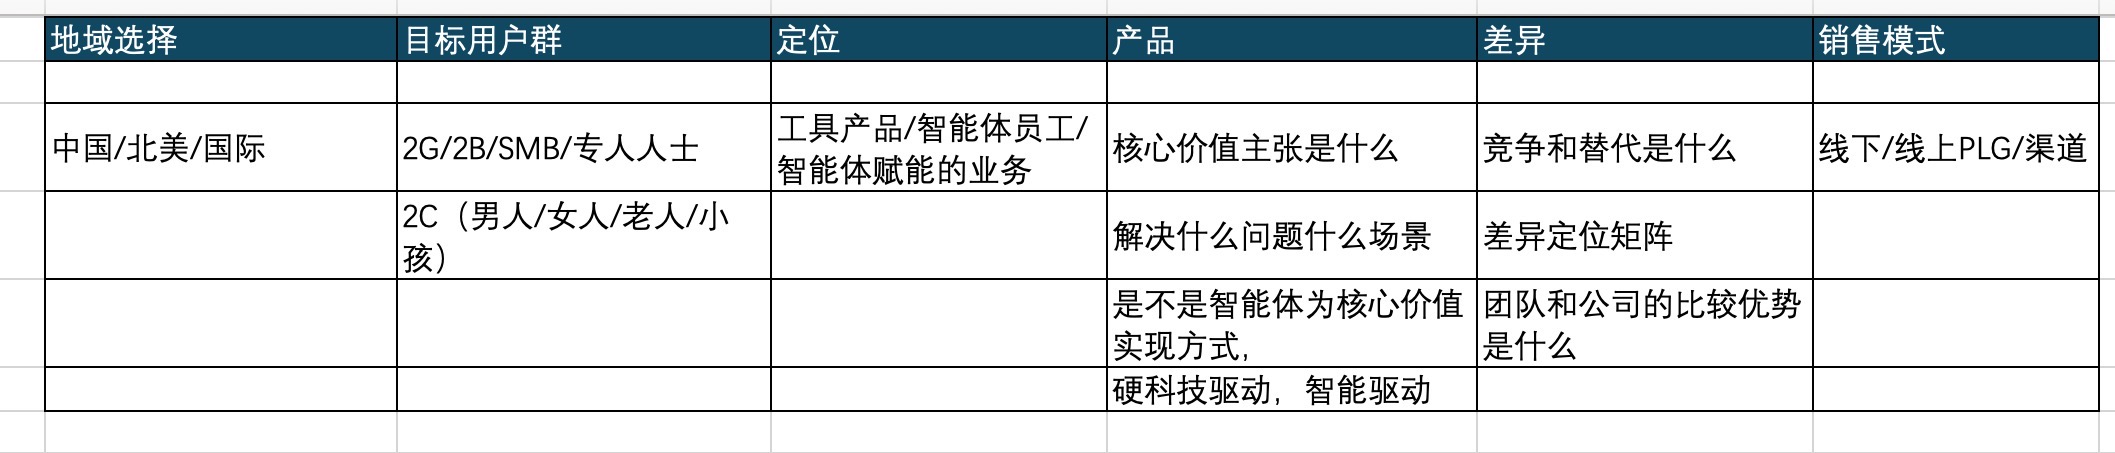 地域选择
目标用户群
定位
产品
差异
销售模式
中国/北美/国际
2G/2B/SMB/专人人士
工具产品/智能体员工/
智能体赋能的业务
核心价值主张是什么
竞争和替代是什么
线下/线上PLG/渠道
2C（男人/女人/老人/小
孩）
解决什么问题什么场景
差异定位矩阵
是不是智能体为核心价值
实现方式，
团队和公司的比较优势
是什么
硬科技驱动，智能驱动